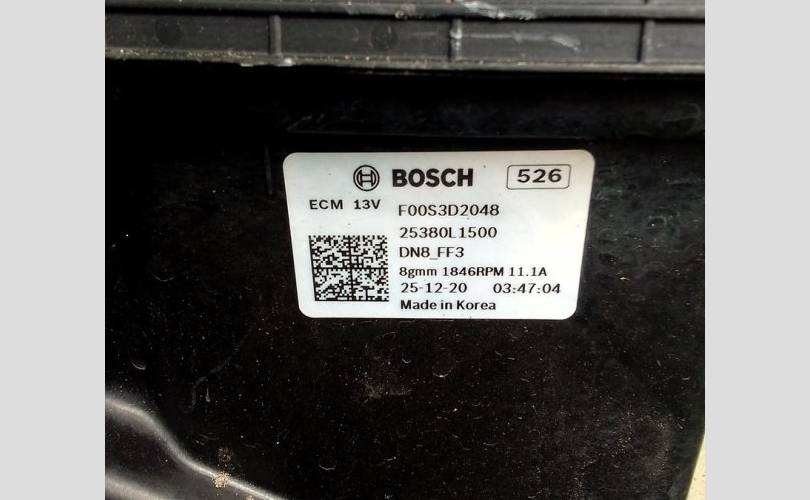 BOSCH 526
ECM 13V F00S3D2048
25380L1500
DN8_FF3
8gmm 1846RPM 11.1A
25-12-20 03:47:04
Made in Korea